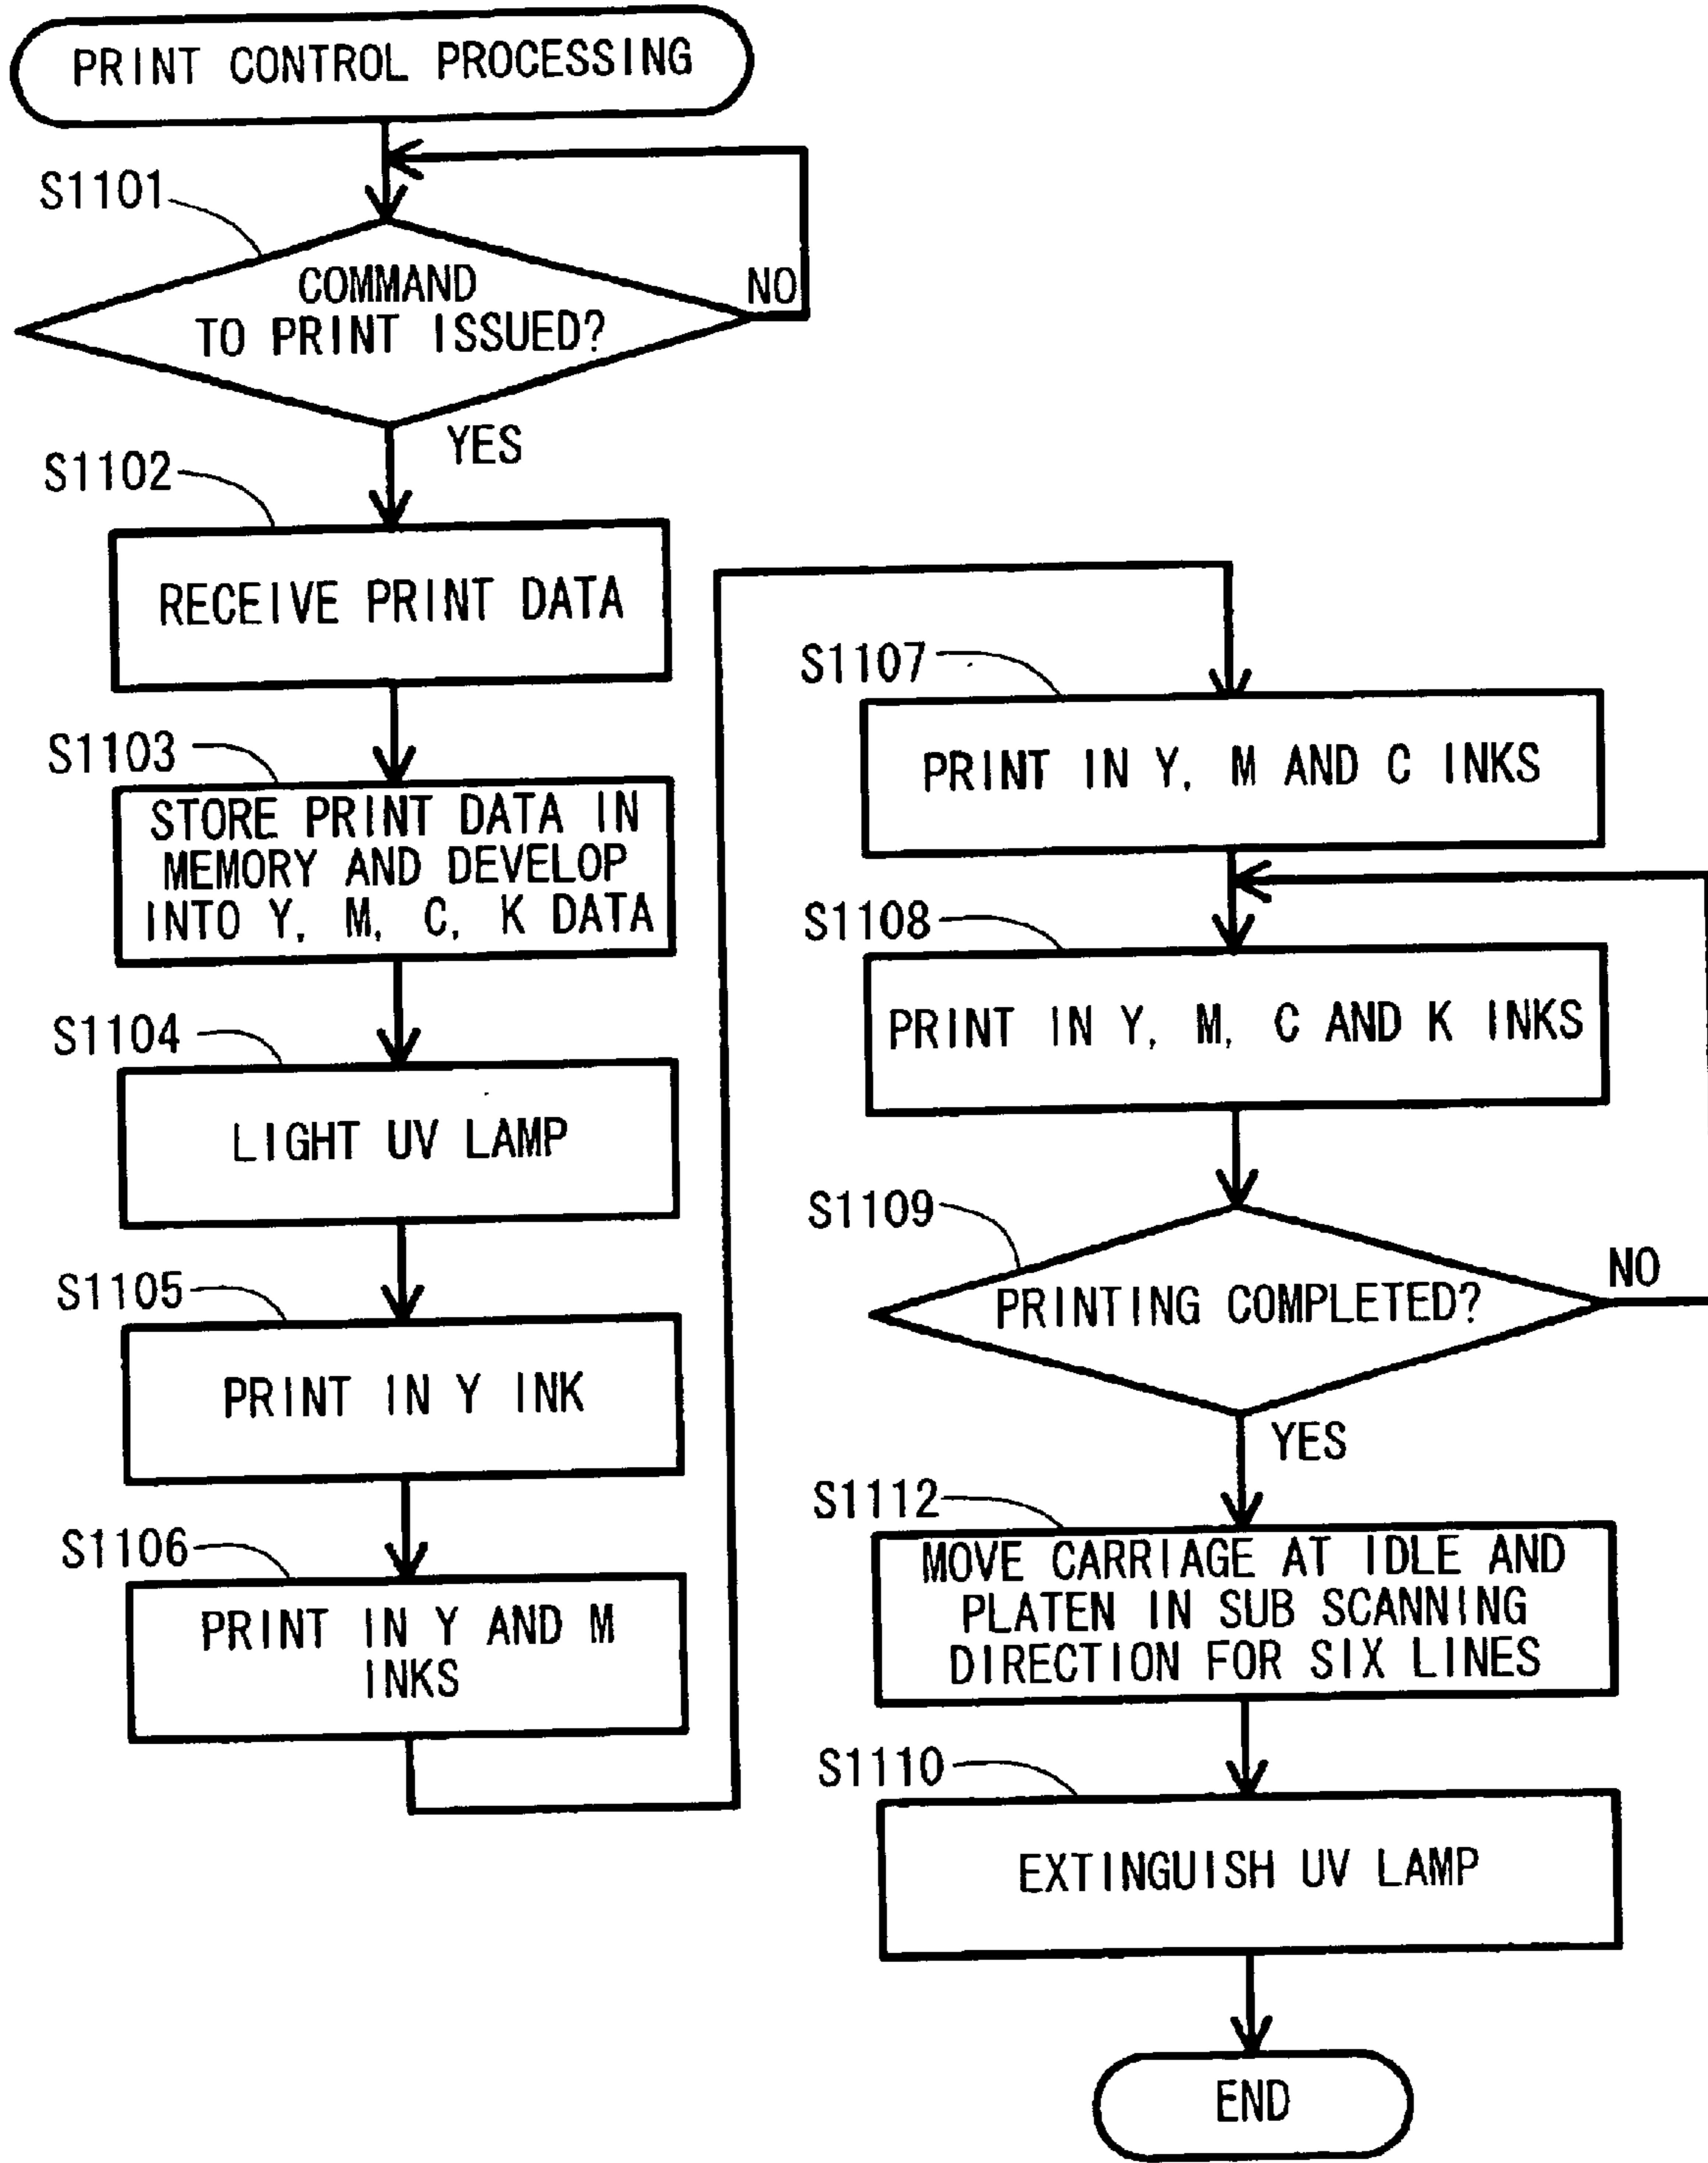 PRINT CONTROL PROCESSING
S1101
COMMAND
TO PRINT ISSUED?
NO
YES
S1102
RECEIVE PRINT DATA
S1103
STORE PRINT DATA IN
MEMORY AND DEVELOP
INTO Y, M, C, K DATA
S1104
LIGHT UV LAMP
S1105
PRINT IN Y INK
S1106
PRINT IN Y AND M
INKS
S1107
PRINT IN Y, M AND C INKS
S1108
PRINT IN Y, M, C AND K INKS
S1109
PRINTING COMPLETED?
NO
YES
S1112
MOVE CARRIAGE AT IDLE AND
PLATEN IN SUB SCANNING
DIRECTION FOR SIX LINES
S1110
EXTINGUISH UV LAMP
END